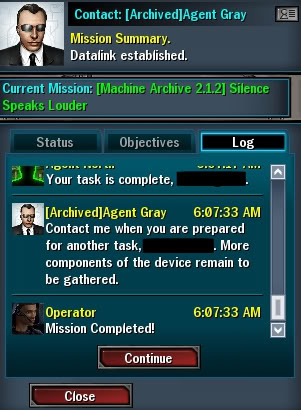 Contact: [Archived]Agent Gray
Mission Summary.
Datalink established.
Current Mission: [Machine Archive 2.1.2] Silence
Speaks Louder
Status Objectives Log
Your task is complete, .
[Archived]Agent Gray 6:07:33 AM
Contact me when you are prepared
for another task, . More
components of the device remain to
be gathered.
Operator 6:07:33 AM
Mission Completed!
Continue
Close